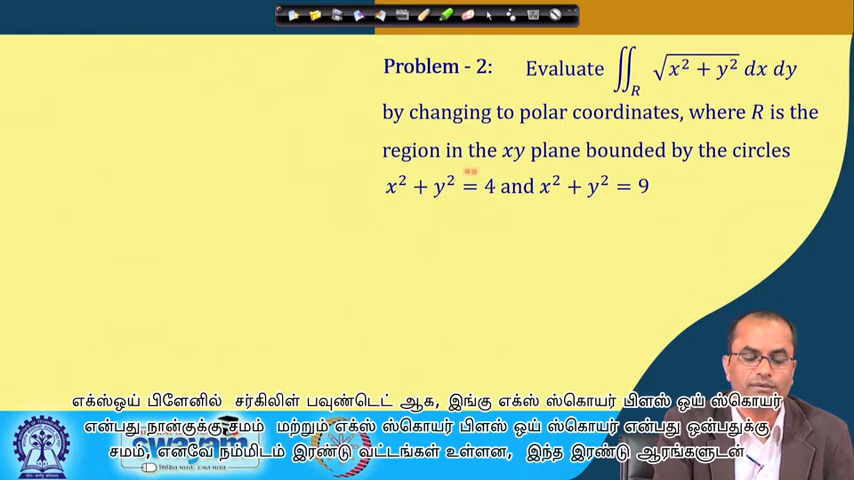 Problem - 2: Evaluate ∬_R √(x² + y²) dx dy
by changing to polar coordinates, where R is the
region in the xy plane bounded by the circles
x² + y² = 4 and x² + y² = 9
எக்ஸ்ஒய் பிளேனில் சர்கிலிள் பவுண்டெட் ஆக, இங்கு எக்ஸ் ஸ்கொயர் பிளஸ் ஒய் ஸ்கொயர்
என்பது நான்குக்கு சமம் மற்றும் எக்ஸ் ஸ்கொயர் பிளஸ் ஒய் ஸ்கொயர் என்பது ஒன்பதுக்கு
சமம், எனவே நம்மிடம் இரண்டு வட்டங்கள் உள்ளன, இந்த இரண்டு ஆரங்களுடன்
swayam